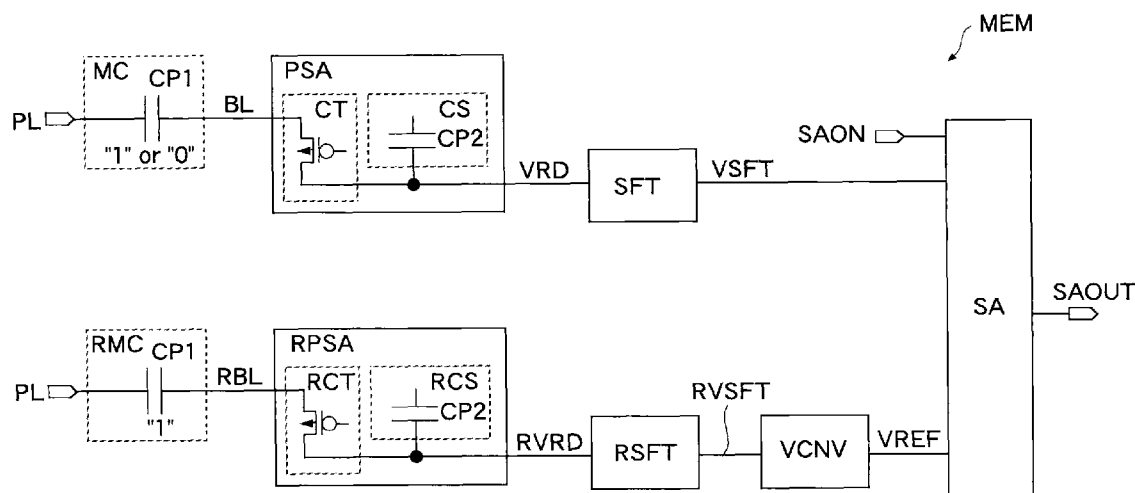 MEM
MC
CP1
PL
"1" or "0"
BL
PSA
CT
CS
CP2
VRD
SFT
VSFT
SAON
SA
SAOUT
RMC
CP1
PL
"1"
RBL
RPSA
RCT
RCS
CP2
RVRD
RSFT
RVSFT
VCNV
VREF